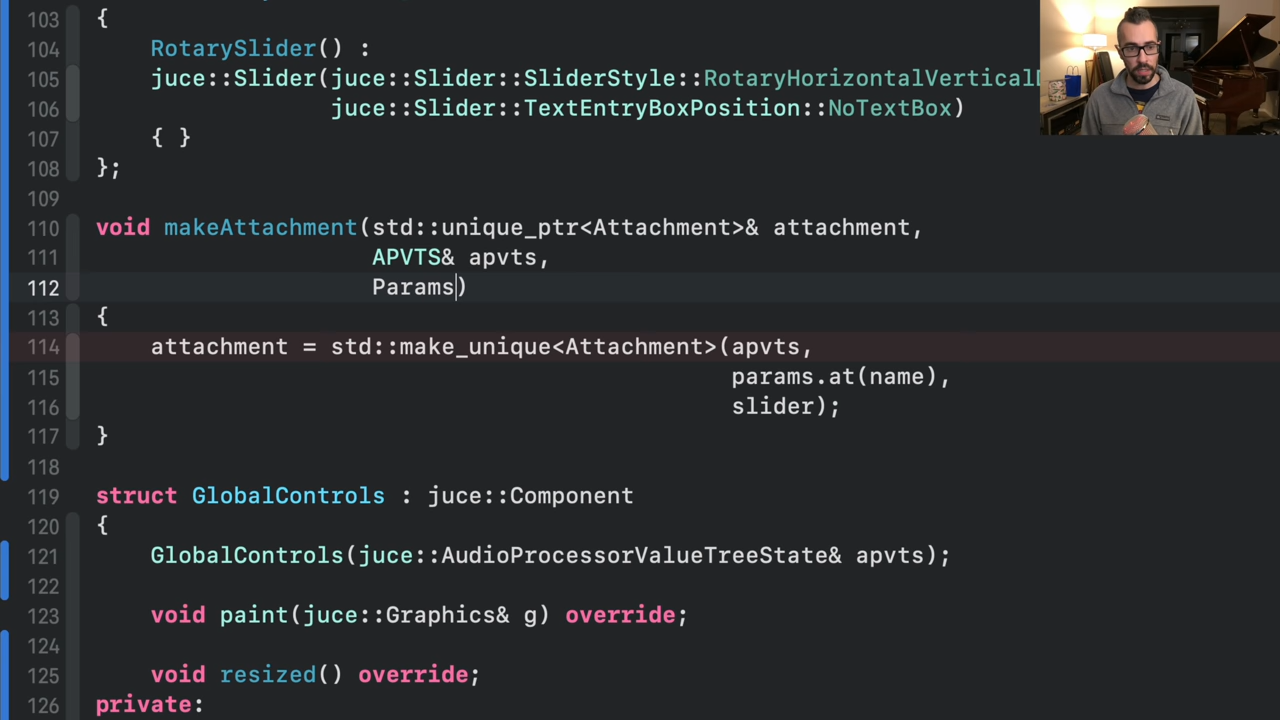 103 {
104 RotarySlider() :
105 juce::Slider(juce::Slider::SliderStyle::RotaryHorizontalVertical
106 juce::Slider::TextEntryBoxPosition::NoTextBox)
107 { }
108 };
109
110 void makeAttachment(std::unique_ptr<Attachment>& attachment,
111 APVTS& apvts,
112 Params)
113 {
114 attachment = std::make_unique<Attachment>(apvts,
115 params.at(name),
116 slider);
117 }
118
119 struct GlobalControls : juce::Component
120 {
121 GlobalControls(juce::AudioProcessorValueTreeState& apvts);
122
123 void paint(juce::Graphics& g) override;
124
125 void resized() override;
126 private: